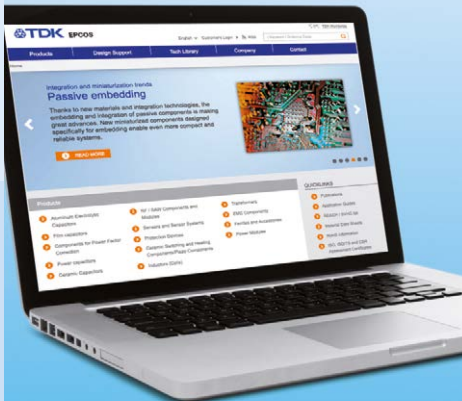 TDK EPCOS
English
Customers Login
Products
Design Support
Tech Library
Company
Contact
Integration and miniaturization trends
Passive embedding
Thanks to new materials and integration technologies, the
embedding and integration of passive components is making
great advances. New miniaturized components designed
specifically for embedding enable even more compact and
reliable systems.
READ MORE
Products
Aluminum Electrolytic
Capacitors
Film capacitors
Components for Power Factor
Correction
Power capacitors
Ceramic Capacitors
RF / SAW Components and
Modules
Sensors and Sensor Systems
Protection Devices
Ceramic Switching and Heating
Components/Piezo Components
Inductors (Coils)
Transformers
EMC Components
Ferrites and Accessories
Power Modules
QUICKLINKS
Publications
Application Guides
Material Data Sheets
RoHS Information